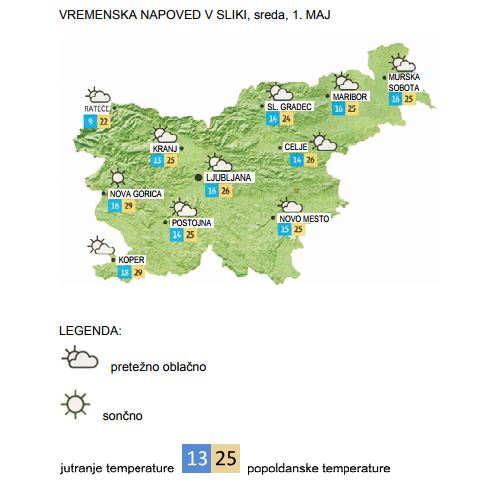 VREMENSKA NAPOVED V SLIKI, sreda, 1. MAJ
MURSKA
SOBOTA
16 25
MARIBOR
16 25
SL. GRADEC
14 24
RATEČE
9 22
KRANJ
13 25
CELJE
14 26
LJUBLJANA
16 26
NOVA GORICA
16 29
POSTOJNA
14 25
NOVO MESTO
15 25
KOPER
18 29
LEGENDA:
pretežno oblačno
sončno
jutranje temperature 13 25 popoldanske temperature